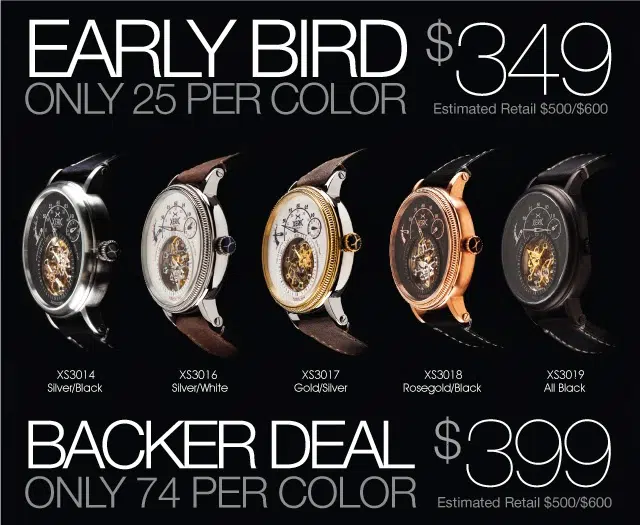 EARLY BIRD $349
ONLY 25 PER COLOR
Estimated Retail $500/$600
XS3014
Silver/Black
XS3016
Silver/White
XS3017
Gold/Silver
XS3018
Rosegold/Black
XS3019
All Black
BACKER DEAL $399
ONLY 74 PER COLOR
Estimated Retail $500/$600